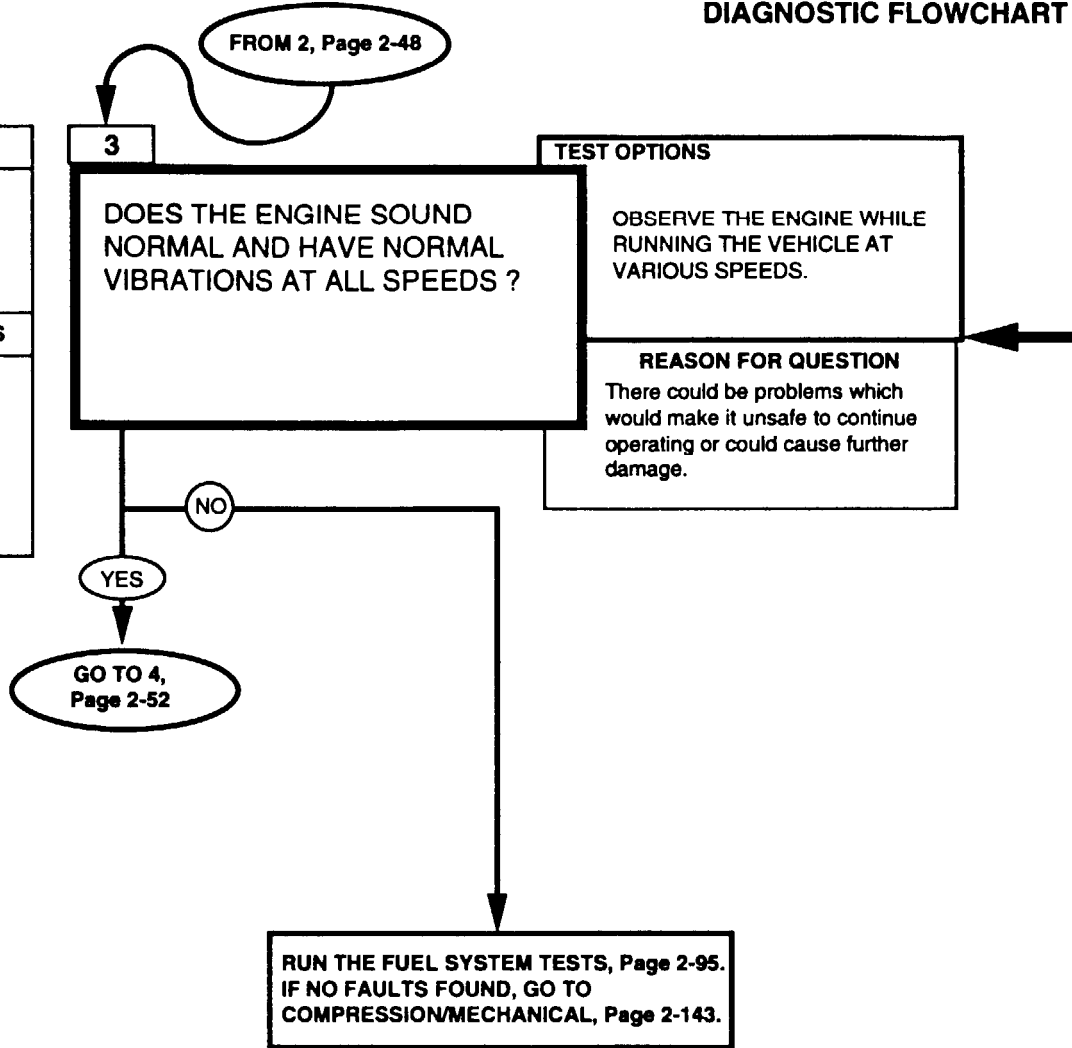 DIAGNOSTIC FLOWCHART
FROM 2, Page 2-48
3
DOES THE ENGINE SOUND
NORMAL AND HAVE NORMAL
VIBRATIONS AT ALL SPEEDS ?
TEST OPTIONS
OBSERVE THE ENGINE WHILE
RUNNING THE VEHICLE AT
VARIOUS SPEEDS.
REASON FOR QUESTION
There could be problems which
would make it unsafe to continue
operating or could cause further
damage.
S
NO
YES
GO TO 4,
Page 2-52
RUN THE FUEL SYSTEM TESTS, Page 2-95.
IF NO FAULTS FOUND, GO TO
COMPRESSION/MECHANICAL, Page 2-143.